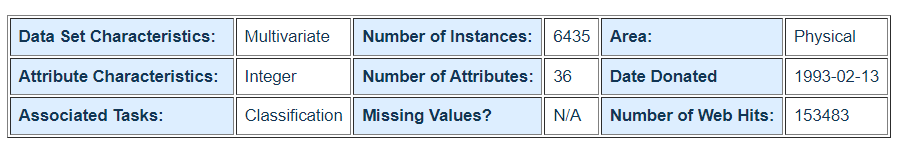 Data Set Characteristics: Multivariate Number of Instances: 6435 Area: Physical
Attribute Characteristics: Integer Number of Attributes: 36 Date Donated 1993-02-13
Associated Tasks: Classification Missing Values? N/A Number of Web Hits: 153483